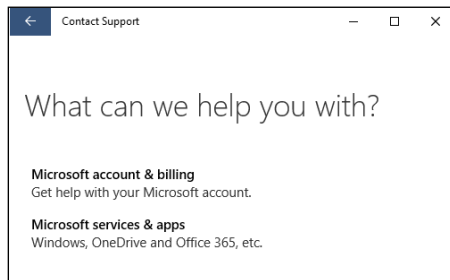 Contact Support
What can we help you with?
Microsoft account & billing
Get help with your Microsoft account.
Microsoft services & apps
Windows, OneDrive and Office 365, etc.